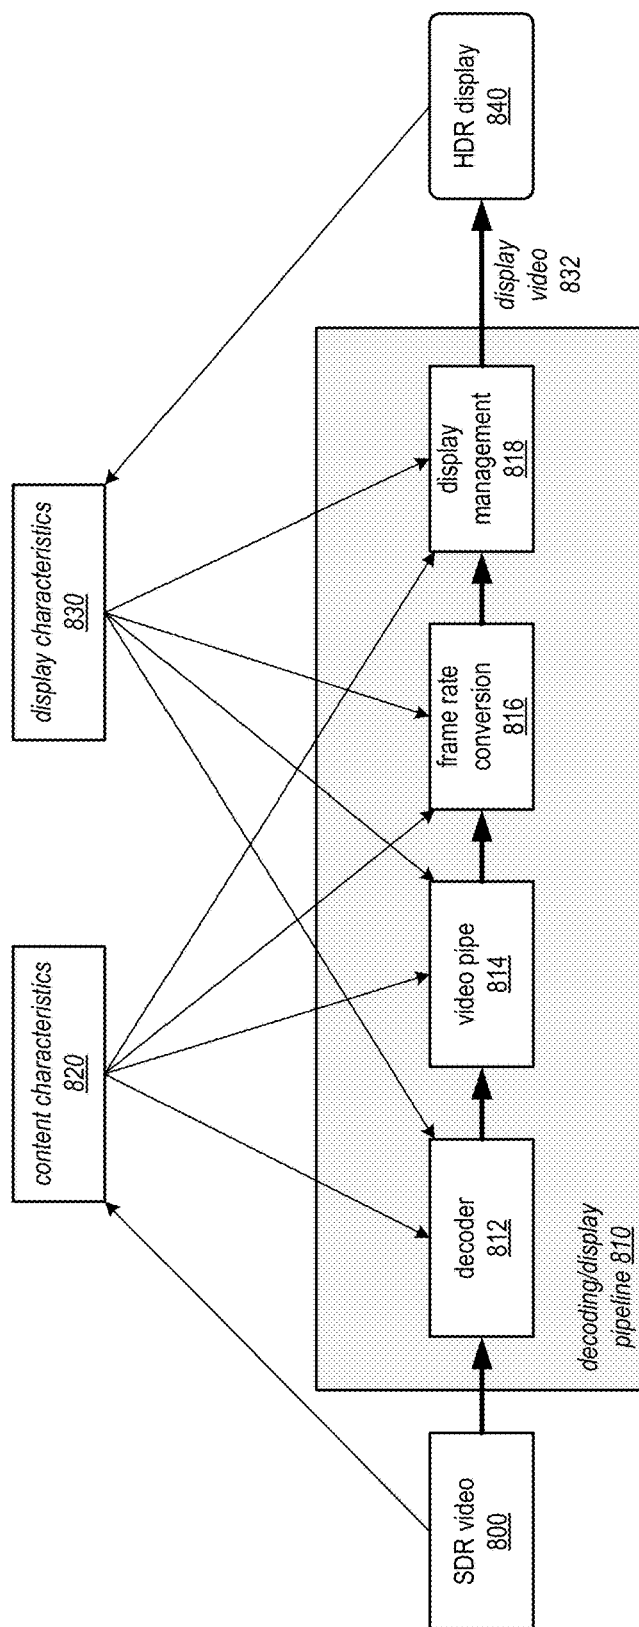 content characteristics
820
display characteristics
830
SDR video
800
decoder
812
video pipe
814
frame rate
conversion
816
display
management
818
display
video
832
HDR display
840
decoding/display
pipeline 810